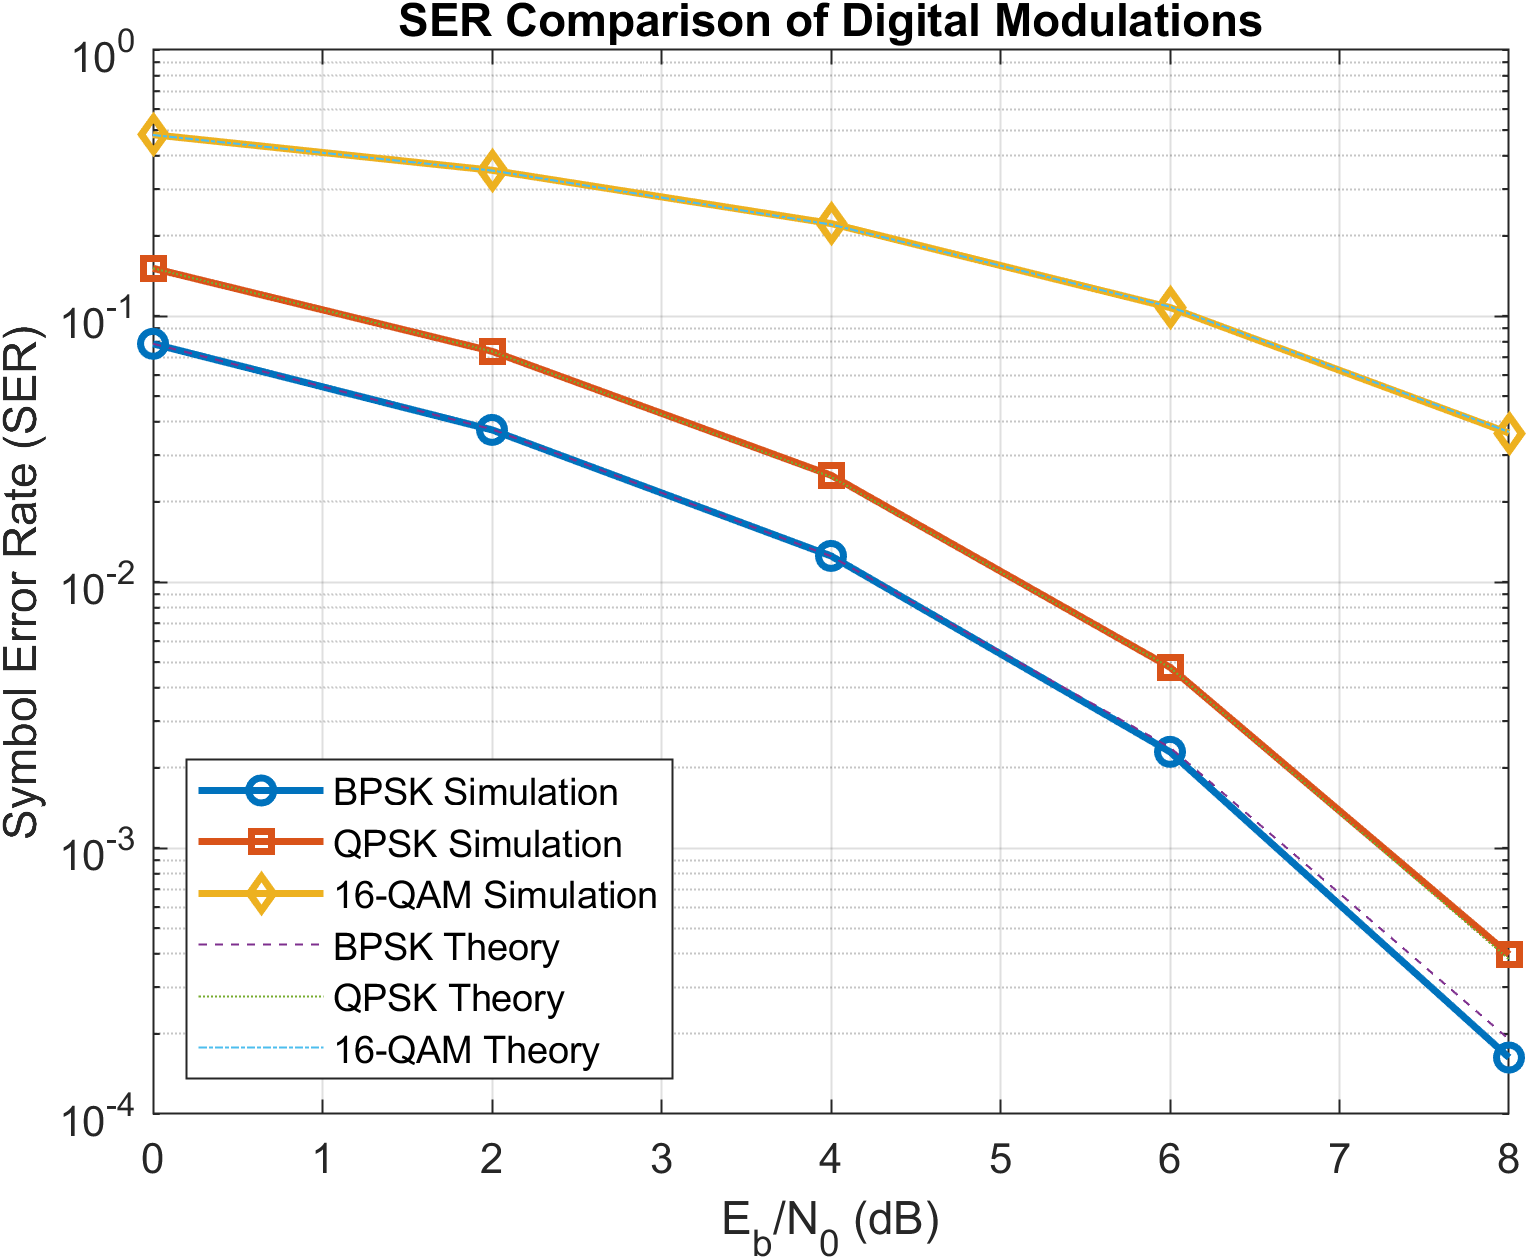 SER Comparison of Digital Modulations
10^0
10^-1
10^-2
10^-3
10^-4
Symbol Error Rate (SER)
BPSK Simulation
QPSK Simulation
16-QAM Simulation
BPSK Theory
QPSK Theory
16-QAM Theory
0 1 2 3 4 5 6 7 8
E_b/N_0 (dB)